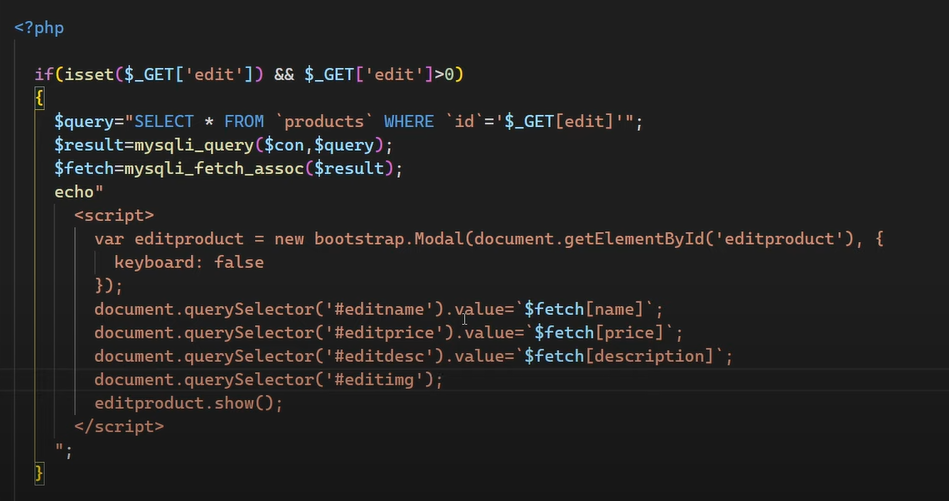 <?php
if(isset($_GET['edit']) && $_GET['edit']>0)
{
$query="SELECT * FROM `products` WHERE `id`='$_GET[edit]'";
$result=mysqli_query($con,$query);
$fetch=mysqli_fetch_assoc($result);
echo"
<script>
var editproduct = new bootstrap.Modal(document.getElementById('editproduct'), {
keyboard: false
});
document.querySelector('#editname').value=`$fetch[name]`;
document.querySelector('#editprice').value=`$fetch[price]`;
document.querySelector('#editdesc').value=`$fetch[description]`;
document.querySelector('#editimg');
editproduct.show();
</script>
";
}